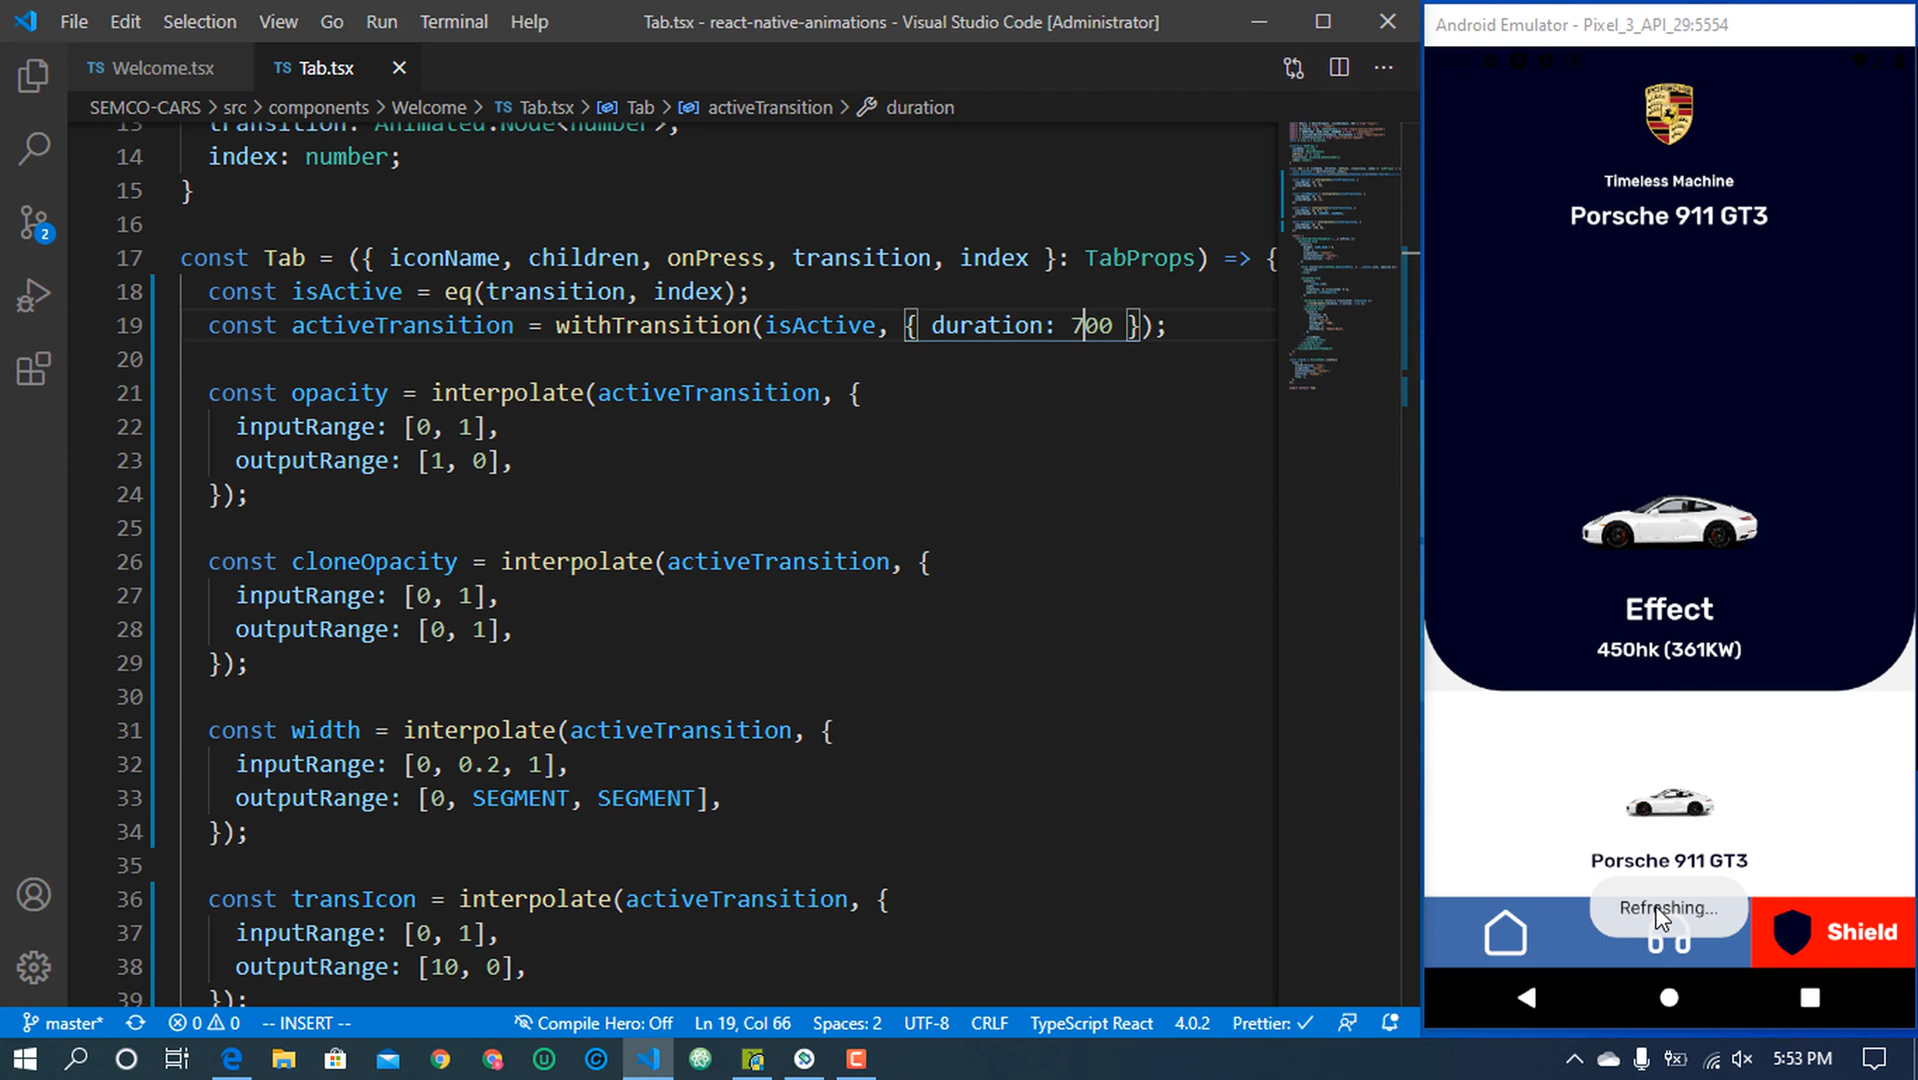 File Edit Selection View Go Run Terminal Help
Tab.tsx - react-native-animations - Visual Studio Code [Administrator]
TS Welcome.tsx
TS Tab.tsx
SEMCO-CARS > src > components > Welcome > TS Tab.tsx > Tab > activeTransition > duration
13 transition: Animated.Node<number>;
14 index: number;
15 }
16
17 const Tab = ({ iconName, children, onPress, transition, index }: TabProps) => {
18 const isActive = eq(transition, index);
19 const activeTransition = withTransition(isActive, { duration: 700 });
20
21 const opacity = interpolate(activeTransition, {
22 inputRange: [0, 1],
23 outputRange: [1, 0],
24 });
25
26 const cloneOpacity = interpolate(activeTransition, {
27 inputRange: [0, 1],
28 outputRange: [0, 1],
29 });
30
31 const width = interpolate(activeTransition, {
32 inputRange: [0, 0.2, 1],
33 outputRange: [0, SEGMENT, SEGMENT],
34 });
35
36 const transIcon = interpolate(activeTransition, {
37 inputRange: [0, 1],
38 outputRange: [10, 0],
39 });
2
master* 0 0 -- INSERT -- Compile Hero: Off Ln 19, Col 66 Spaces: 2 UTF-8 CRLF TypeScript React 4.0.2 Prettier: ✓
Android Emulator - Pixel_3_API_29:5554
Timeless Machine
Porsche 911 GT3
Effect
450hk (361KW)
Porsche 911 GT3
Refreshing...
Shield
5:53 PM